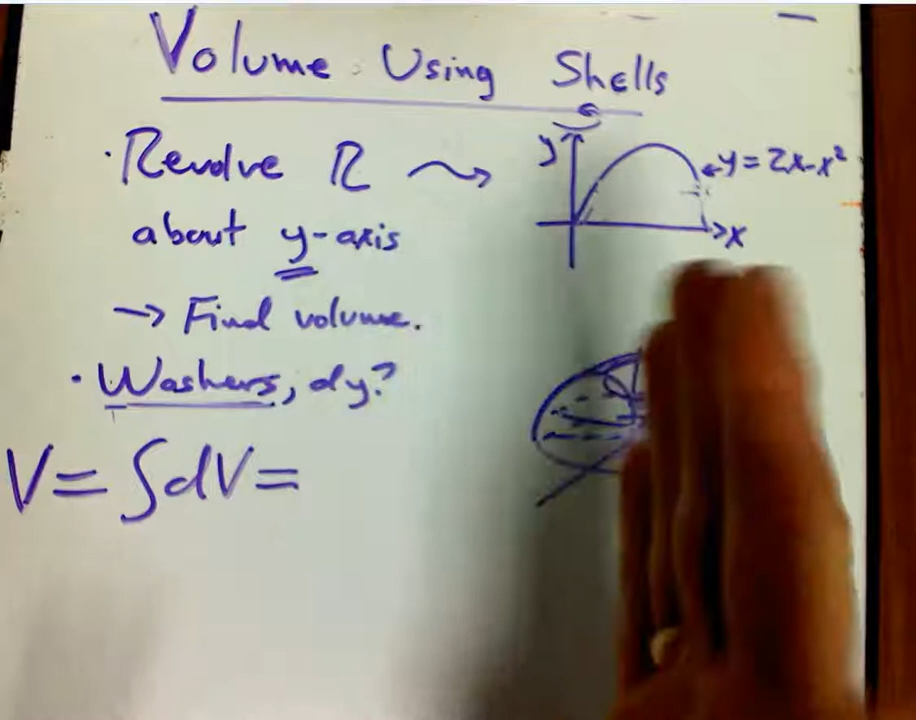 Volume Using Shells
· Revolve R
about y-axis
→ Find volume.
· Washers, dy?
V = ∫dV =
y
y = 2x-x²
x